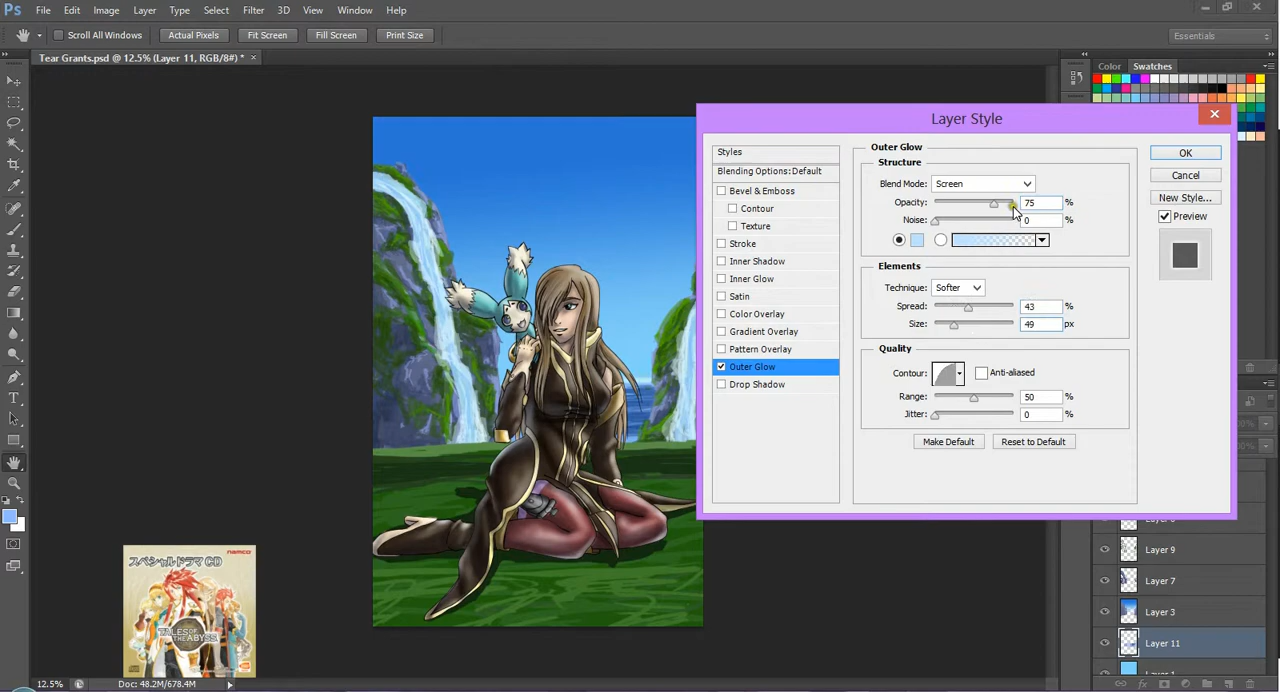 Ps File Edit Image Layer Type Select Filter 3D View Window Help
Scroll All Windows Actual Pixels Fit Screen Fill Screen Print Size Essentials
Tear Grants.psd @ 12.5% (Layer 11, RGB/8#) * ×
Color Swatches
Layer Style
Styles
Blending Options:Default
Bevel & Emboss
Contour
Texture
Stroke
Inner Shadow
Inner Glow
Satin
Color Overlay
Gradient Overlay
Pattern Overlay
Outer Glow
Drop Shadow
Outer Glow
Structure
Blend Mode: Screen
Opacity: 75 %
Noise: 0 %
Elements
Technique: Softer
Spread: 43 %
Size: 49 px
Quality
Contour: Anti-aliased
Range: 50 %
Jitter: 0 %
Make Default Reset to Default
OK
Cancel
New Style...
Preview
Layer 9
Layer 7
Layer 3
Layer 11
Layer 1
スペシャルドラマCD
namco
TALES OF THE ABYSS
12.5% Doc: 48.2M/678.4M